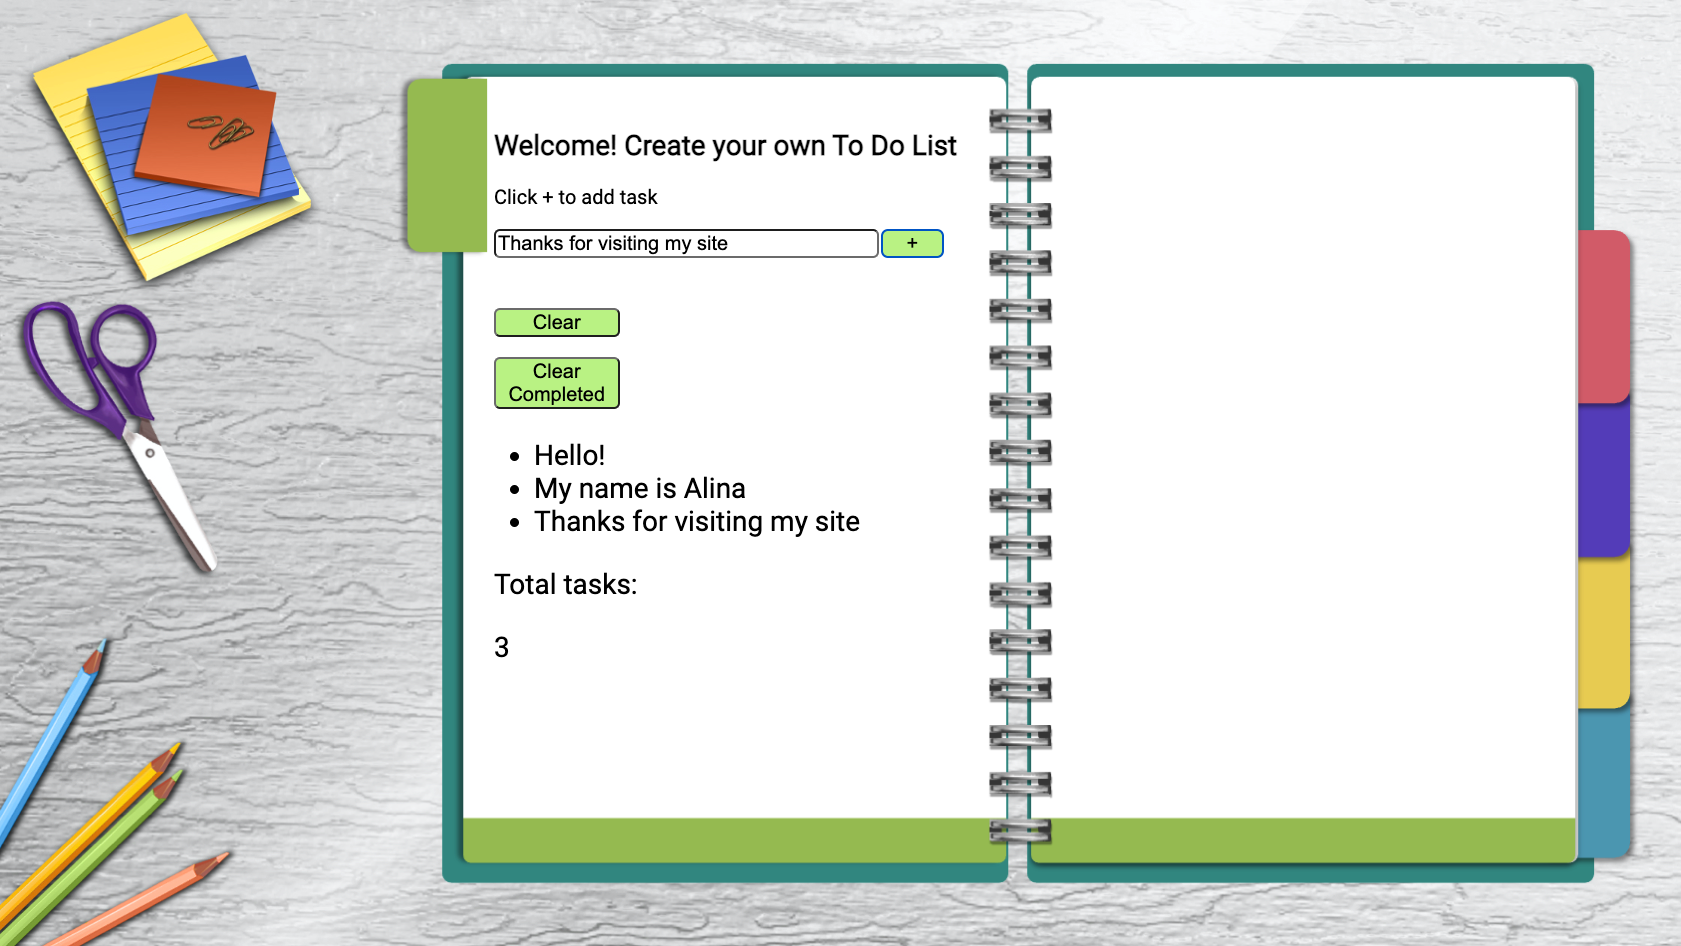 Welcome! Create your own To Do List
Click + to add task
Thanks for visiting my site +
Clear
Clear
Completed
• Hello!
• My name is Alina
• Thanks for visiting my site
Total tasks:
3